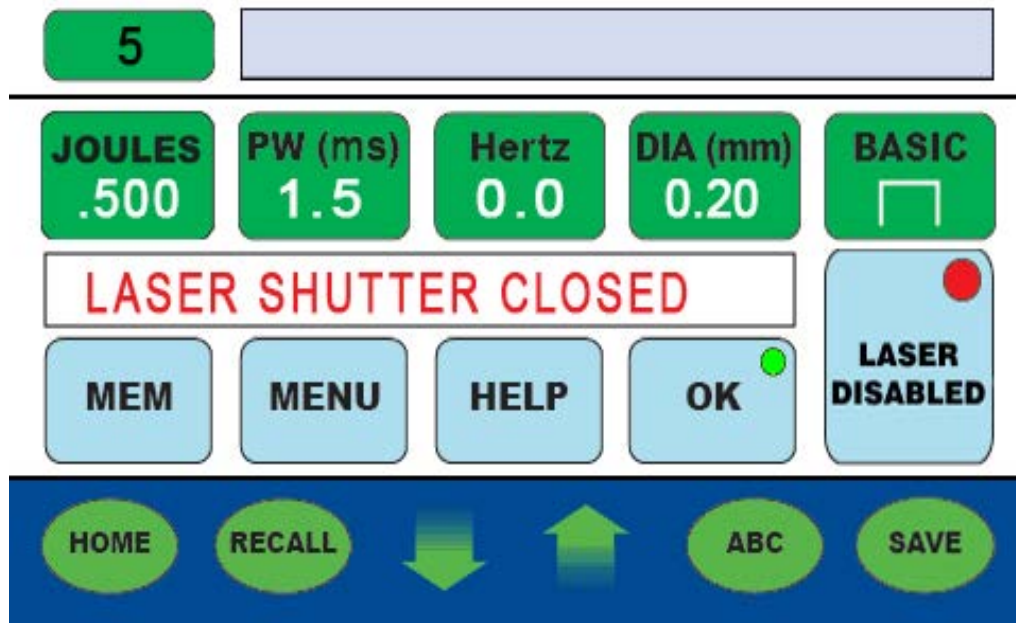 5
JOULES PW (ms) Hertz DIA (mm) BASIC
.500 1.5 0.0 0.20
LASER SHUTTER CLOSED
MEM MENU HELP OK LASER
DISABLED
HOME RECALL ABC SAVE